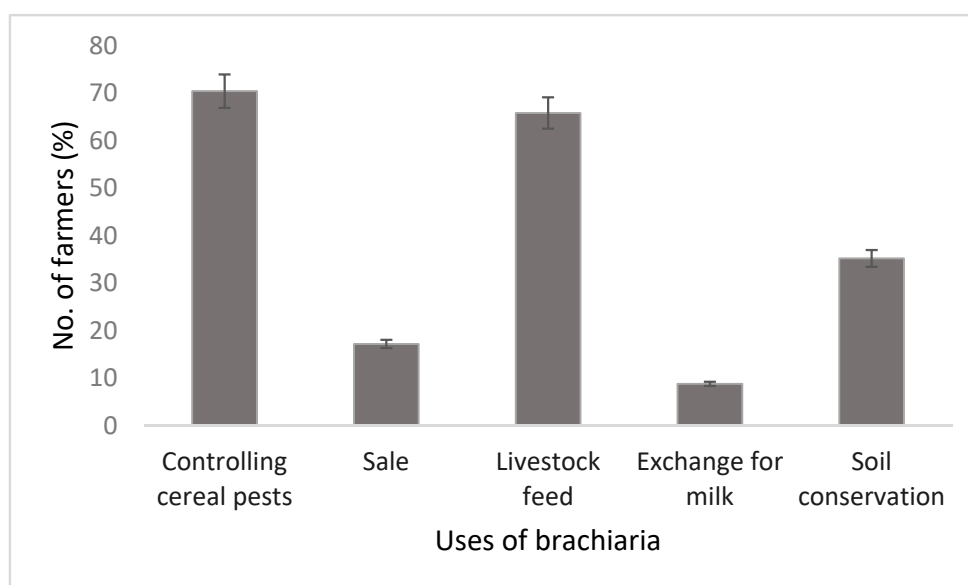 No. of farmers (%)
80
70
60
50
40
30
20
10
0
Controlling
cereal pests
Sale
Livestock
feed
Exchange for
milk
Soil
conservation
Uses of brachiaria